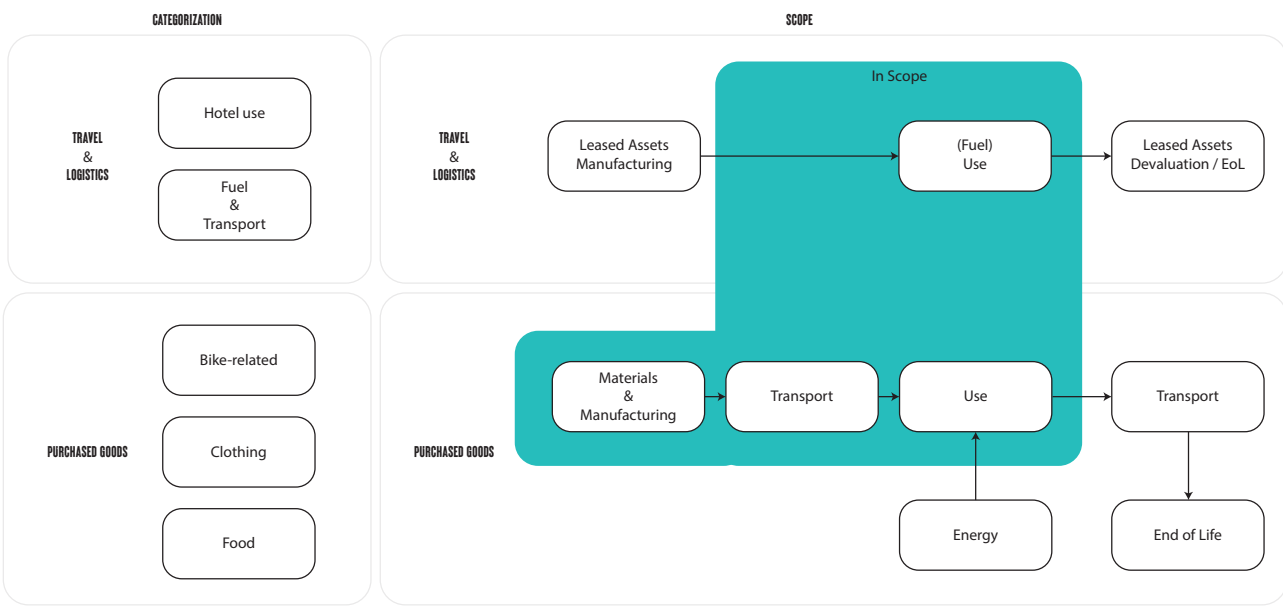 CATEGORIZATION
SCOPE
TRAVEL
&
LOGISTICS
Hotel use
Fuel
&
Transport
TRAVEL
&
LOGISTICS
In Scope
Leased Assets
Manufacturing
(Fuel)
Use
Leased Assets
Devaluation / EoL
PURCHASED GOODS
Bike-related
Clothing
Food
PURCHASED GOODS
Materials
&
Manufacturing
Transport
Use
Transport
Energy
End of Life